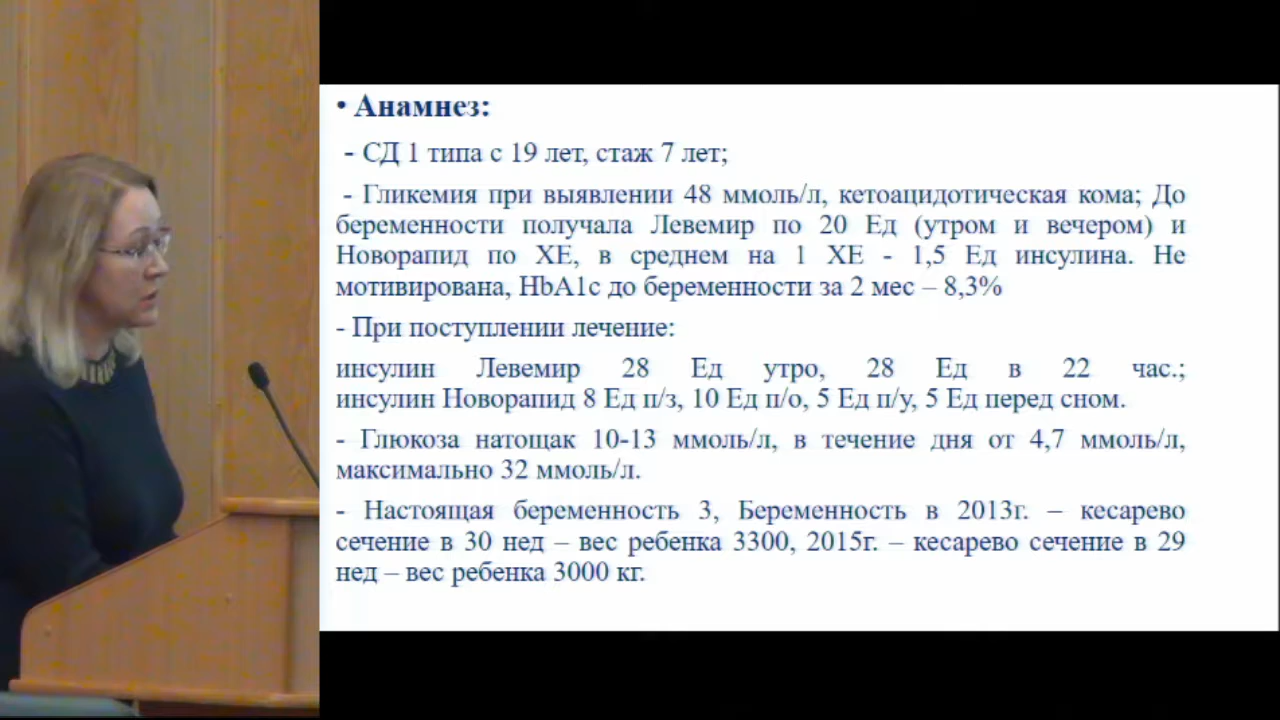 • Анамнез:
- СД 1 типа с 19 лет, стаж 7 лет;
- Гликемия при выявлении 48 ммоль/л, кетоацидотическая кома; До
беременности получала Левемир по 20 Ед (утром и вечером) и
Новорапид по ХЕ, в среднем на 1 ХЕ - 1,5 Ед инсулина. Не
мотивирована, HbA1c до беременности за 2 мес – 8,3%
- При поступлении лечение:
инсулин Левемир 28 Ед утро, 28 Ед в 22 час.;
инсулин Новорапид 8 Ед п/з, 10 Ед п/о, 5 Ед п/у, 5 Ед перед сном.
- Глюкоза натощак 10-13 ммоль/л, в течение дня от 4,7 ммоль/л,
максимально 32 ммоль/л.
- Настоящая беременность 3, Беременность в 2013г. – кесарево
сечение в 30 нед – вес ребенка 3300, 2015г. – кесарево сечение в 29
нед – вес ребенка 3000 кг.